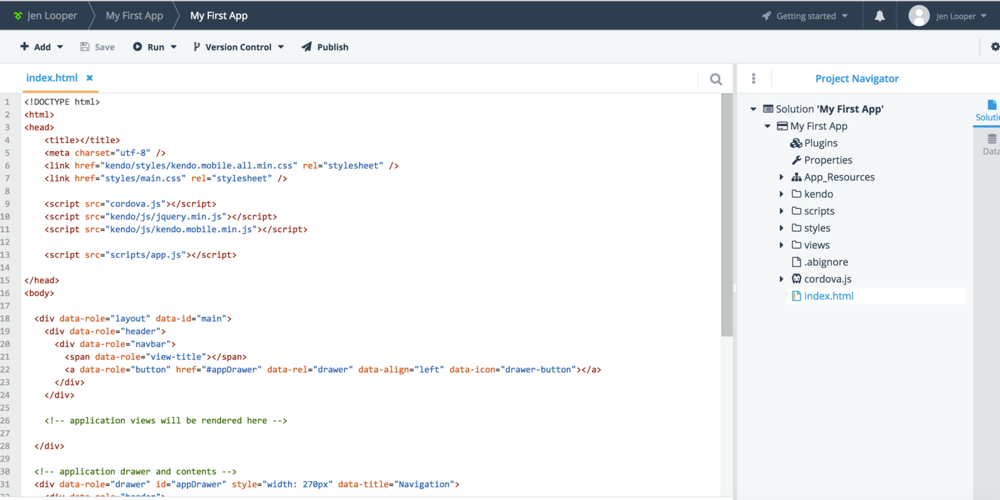 Jen Looper My First App My First App Getting started Jen Looper
Add Save Run Version Control Publish
index.html
Project Navigator
1 <!DOCTYPE html>
2 <html>
3 <head>
4 <title></title>
5 <meta charset="utf-8" />
6 <link href="kendo/styles/kendo.mobile.all.min.css" rel="stylesheet" />
7 <link href="styles/main.css" rel="stylesheet" />
8
9 <script src="cordova.js"></script>
10 <script src="kendo/js/jquery.min.js"></script>
11 <script src="kendo/js/kendo.mobile.min.js"></script>
12
13 <script src="scripts/app.js"></script>
14
15 </head>
16 <body>
17
18 <div data-role="layout" data-id="main">
19 <div data-role="header">
20 <div data-role="navbar">
21 <span data-role="view-title"></span>
22 <a data-role="button" href="#appDrawer" data-rel="drawer" data-align="left" data-icon="drawer-button"></a>
23 </div>
24 </div>
25
26 <!-- application views will be rendered here -->
27
28 </div>
29
30 <!-- application drawer and contents -->
31 <div data-role="drawer" id="appDrawer" style="width: 270px" data-title="Navigation">
32 <div data-role="header">
Solution 'My First App'
My First App
Plugins
Properties
App_Resources
kendo
scripts
styles
views
.abignore
cordova.js
index.html
Solutio
Data